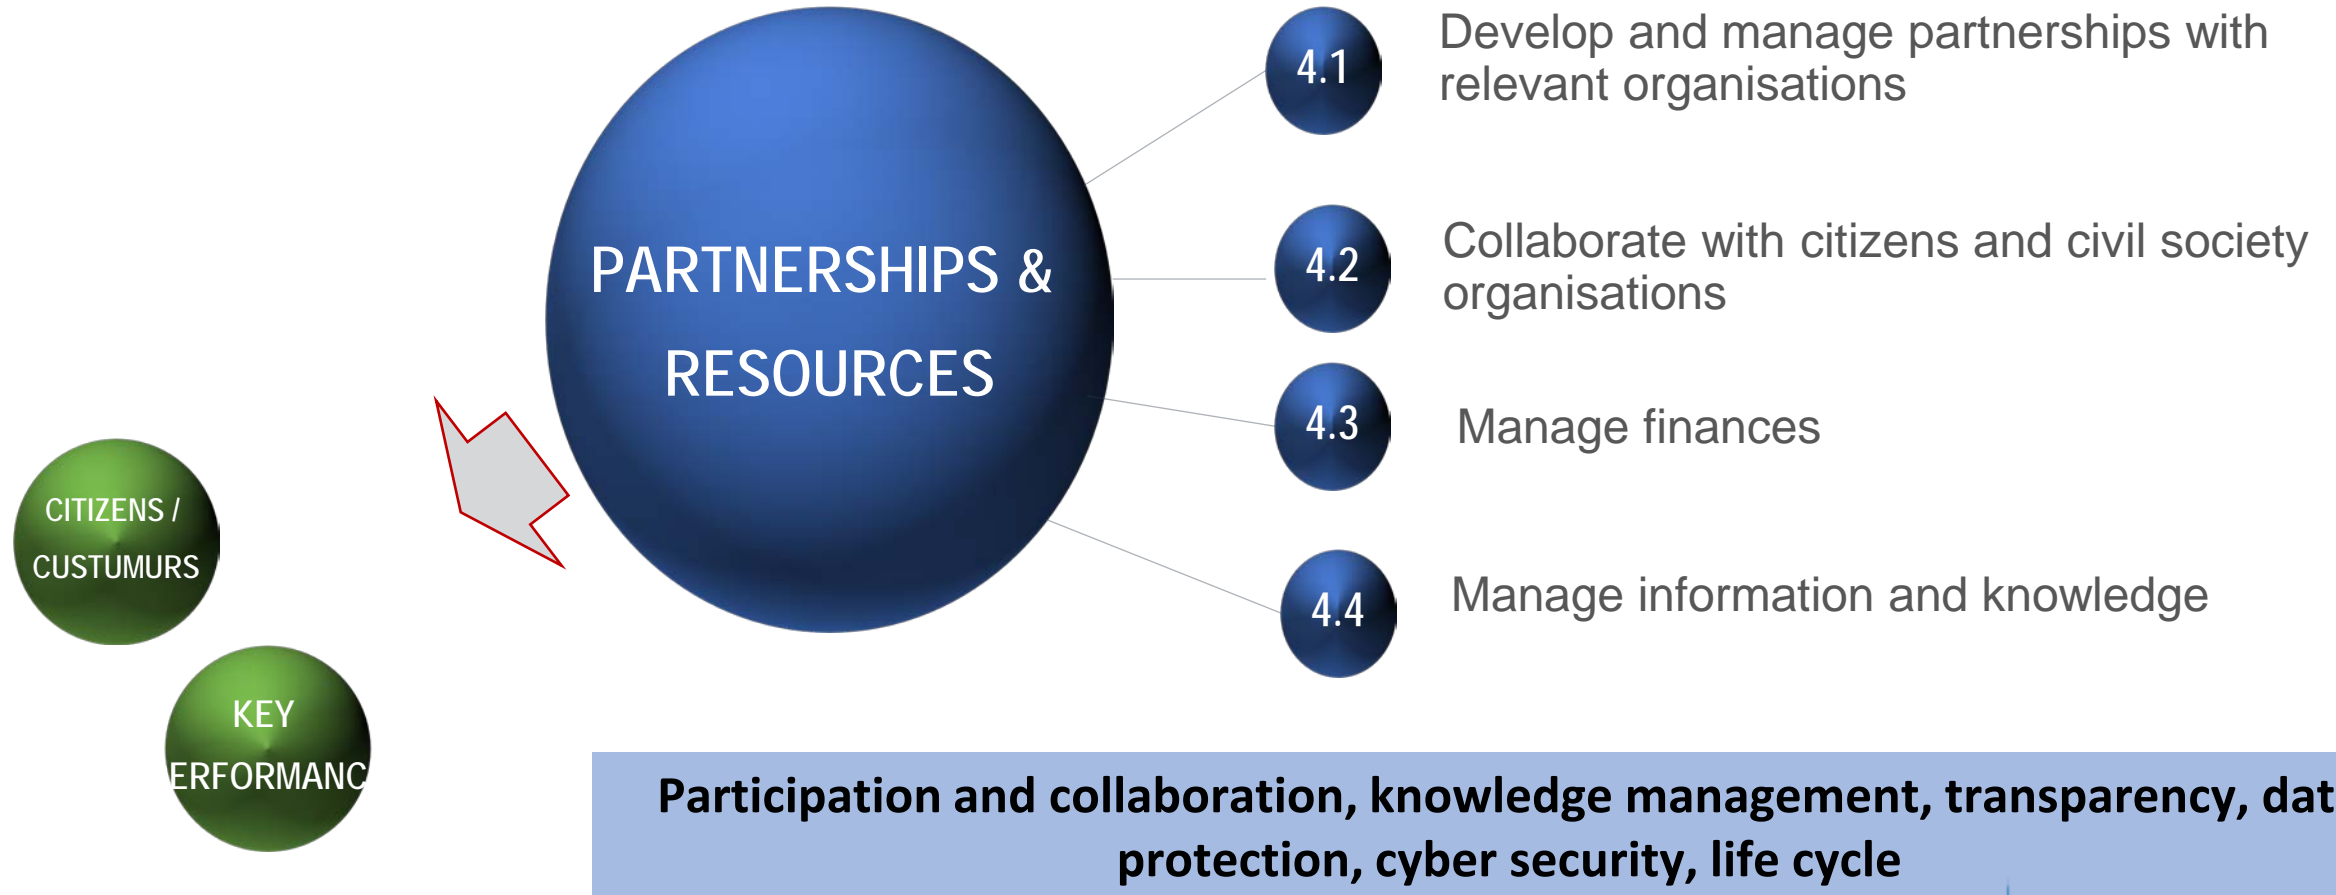 4.1
Develop and manage partnerships with
relevant organisations
PARTNERSHIPS &
RESOURCES
4.2
Collaborate with citizens and civil society
organisations
4.3
Manage finances
4.4
Manage information and knowledge
CITIZENS /
CUSTUMURS
KEY
ERFORMANC
Participation and collaboration, knowledge management, transparency, dat
protection, cyber security, life cycle